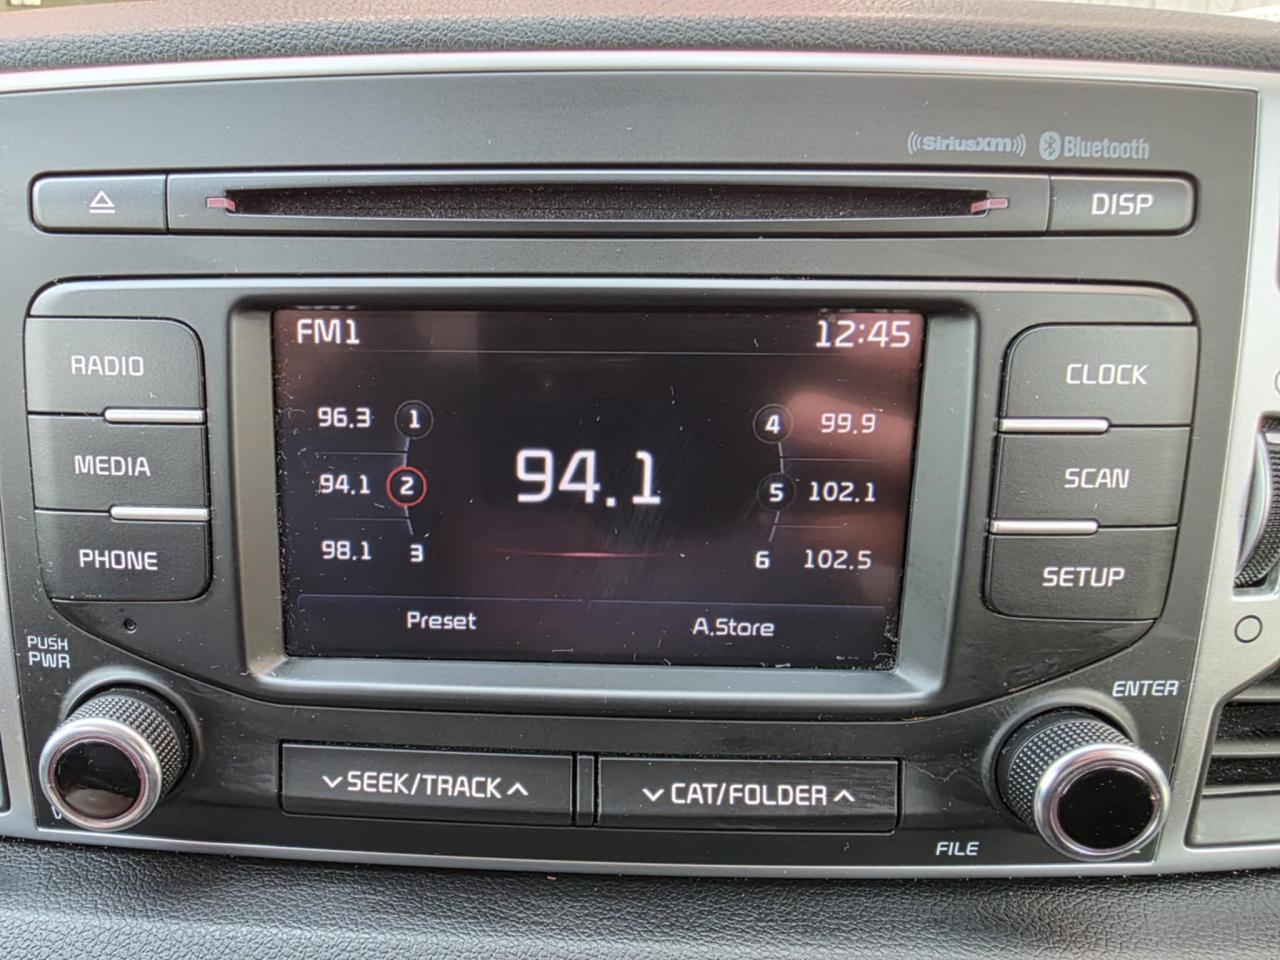 ((SiriusXM)) Bluetooth
DISP
RADIO
MEDIA
PHONE
FM1 12:45
96.3 1
94.1 2
98.1 3
94.1
4 99.9
5 102.1
6 102.5
Preset A.Store
CLOCK
SCAN
SETUP
PUSH
PWR
ENTER
SEEK/TRACK
CAT/FOLDER
FILE